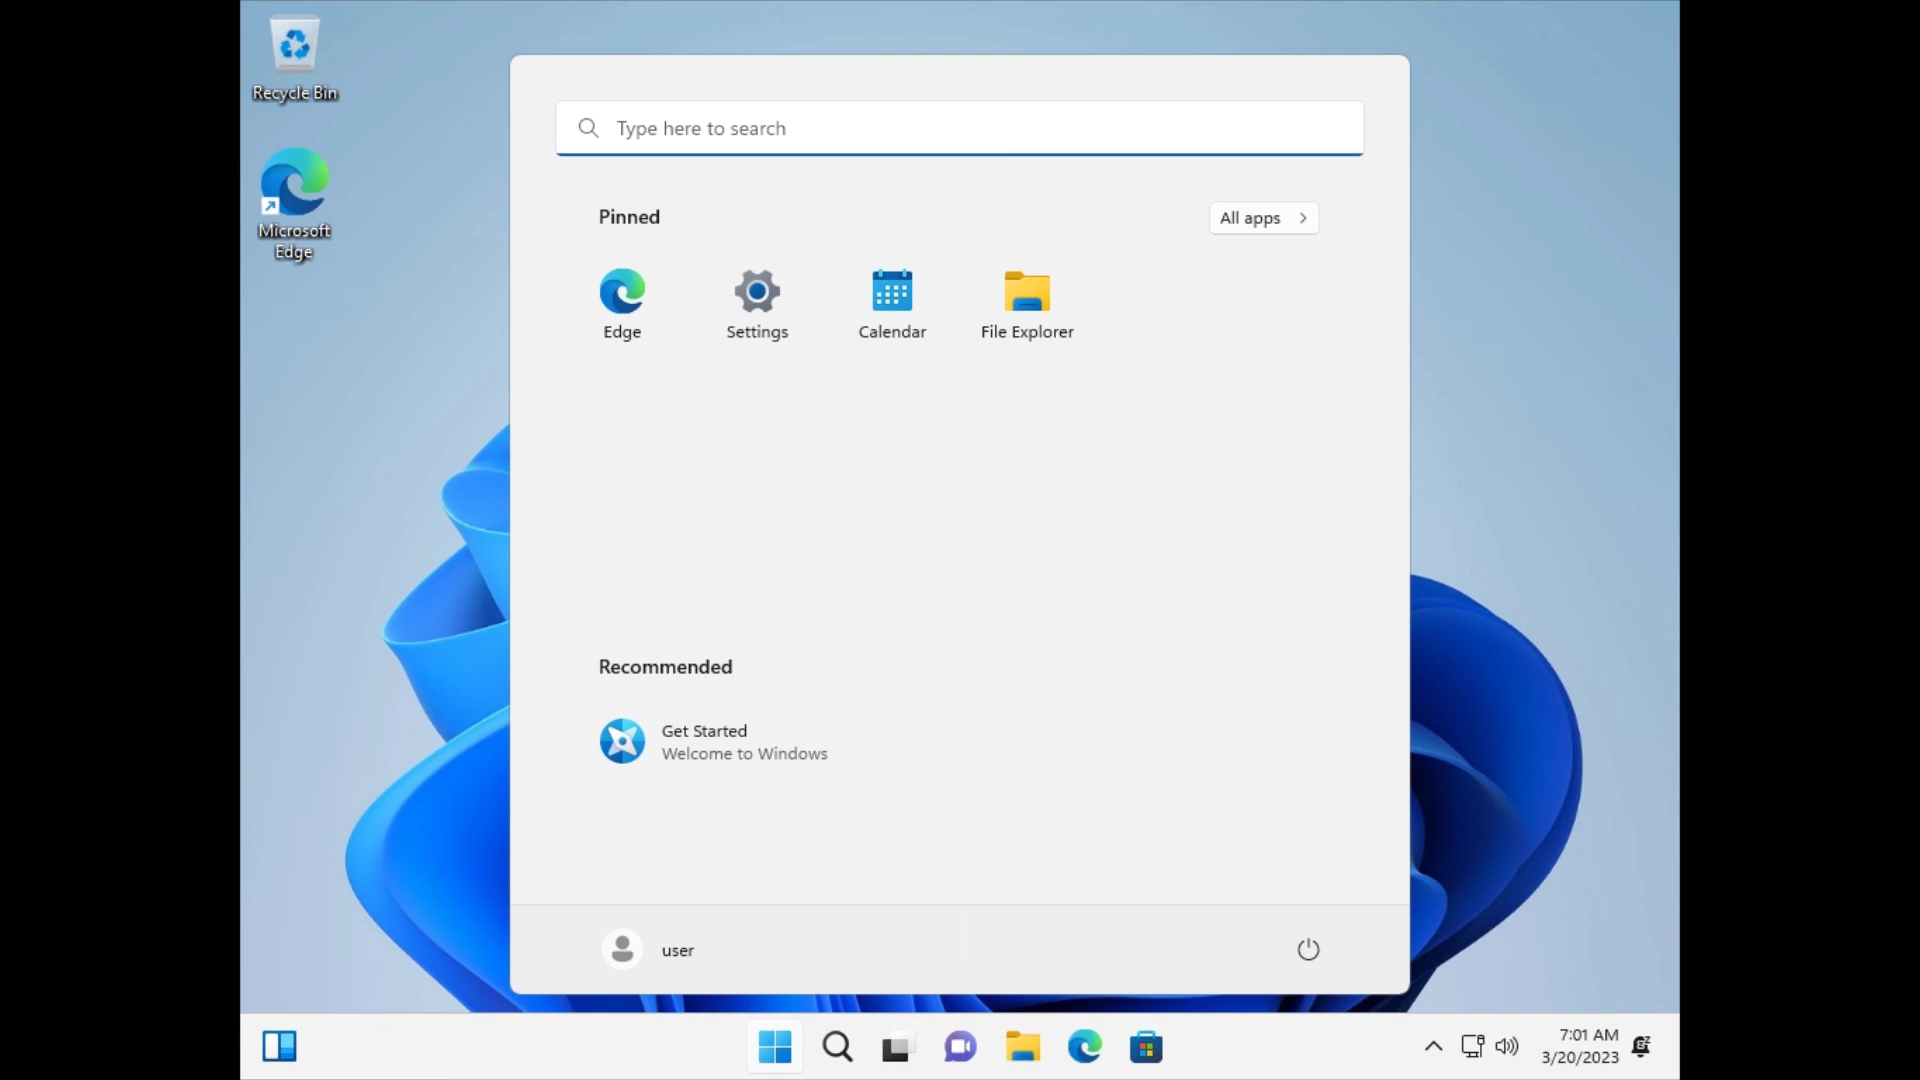 Recycle Bin
Microsoft
Edge
Type here to search
Pinned
All apps
Edge
Settings
Calendar
File Explorer
Recommended
Get Started
Welcome to Windows
user
7:01 AM
3/20/2023